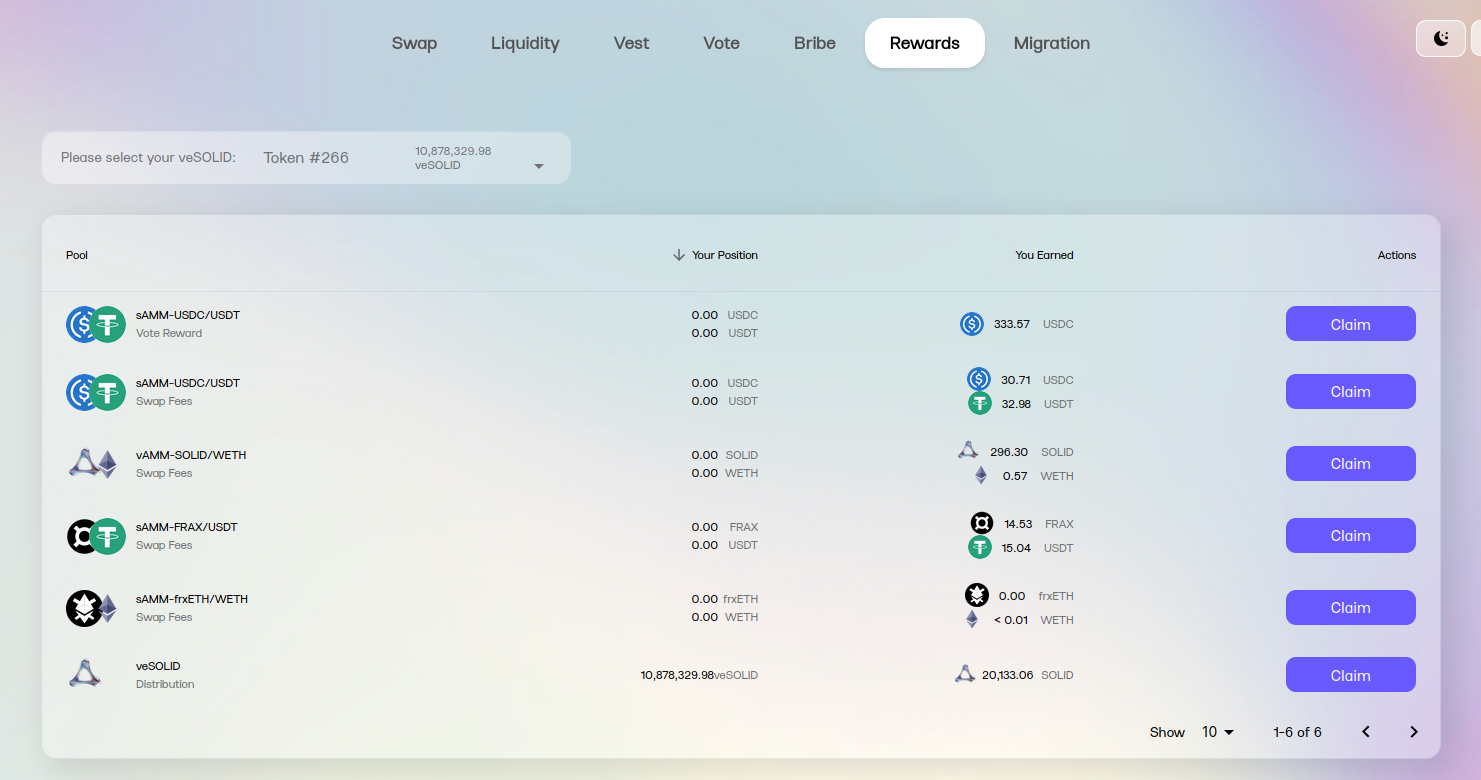 Swap Liquidity Vest Vote Bribe Rewards Migration
Please select your veSOLID: Token #266 10,878,329.98
veSOLID
Pool Your Position You Earned Actions
sAMM-USDC/USDT
Vote Reward
0.00 USDC
0.00 USDT
333.57 USDC
Claim
sAMM-USDC/USDT
Swap Fees
0.00 USDC
0.00 USDT
30.71 USDC
32.98 USDT
Claim
vAMM-SOLID/WETH
Swap Fees
0.00 SOLID
0.00 WETH
296.30 SOLID
0.57 WETH
Claim
sAMM-FRAX/USDT
Swap Fees
0.00 FRAX
0.00 USDT
14.53 FRAX
15.04 USDT
Claim
sAMM-frxETH/WETH
Swap Fees
0.00 frxETH
0.00 WETH
0.00 frxETH
< 0.01 WETH
Claim
veSOLID
Distribution
10,878,329.98veSOLID
20,133.06 SOLID
Claim
Show 10 1-6 of 6